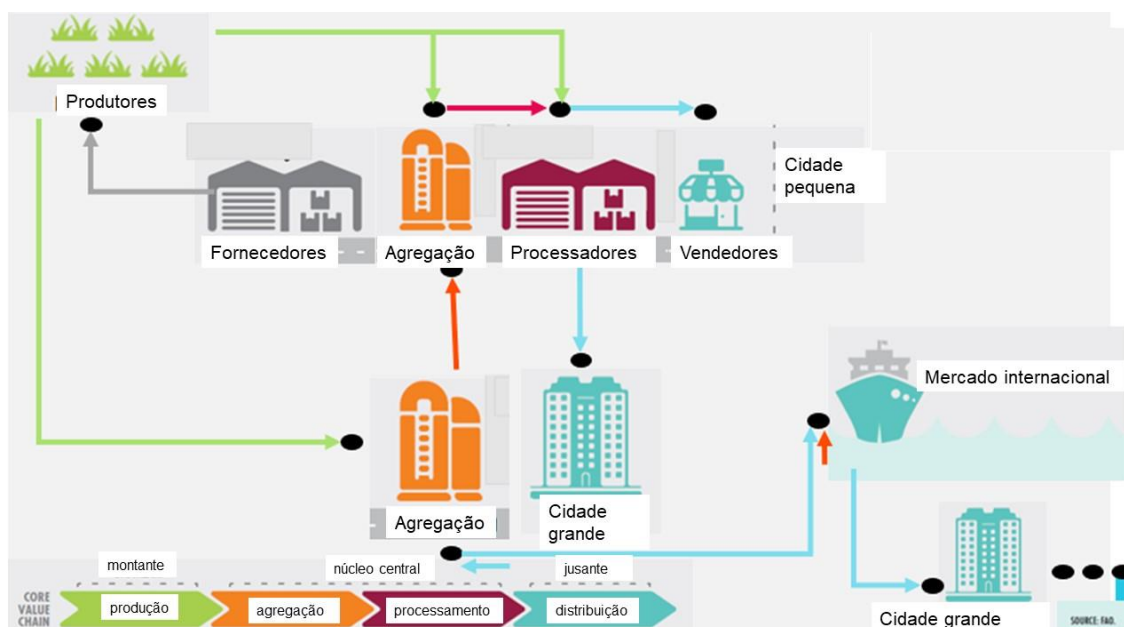 Produtores
Cidade
pequena
Fornecedores
Agregação
Processadores
Vendedores
Mercado internacional
Agregação
Cidade
grande
montante
núcleo central
jusante
CORE
VALUE
CHAIN
produção
agregação
processamento
distribuição
Cidade grande
SOURCE: FAO.